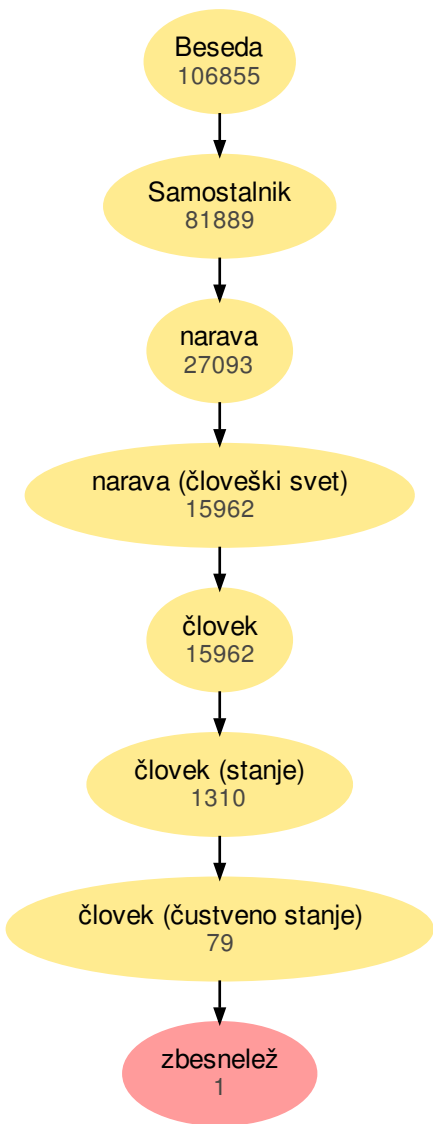 Beseda
106855
Samostalnik
81889
narava
27093
narava (človeški svet)
15962
človek
15962
človek (stanje)
1310
človek (čustveno stanje)
79
zbesnelež
1